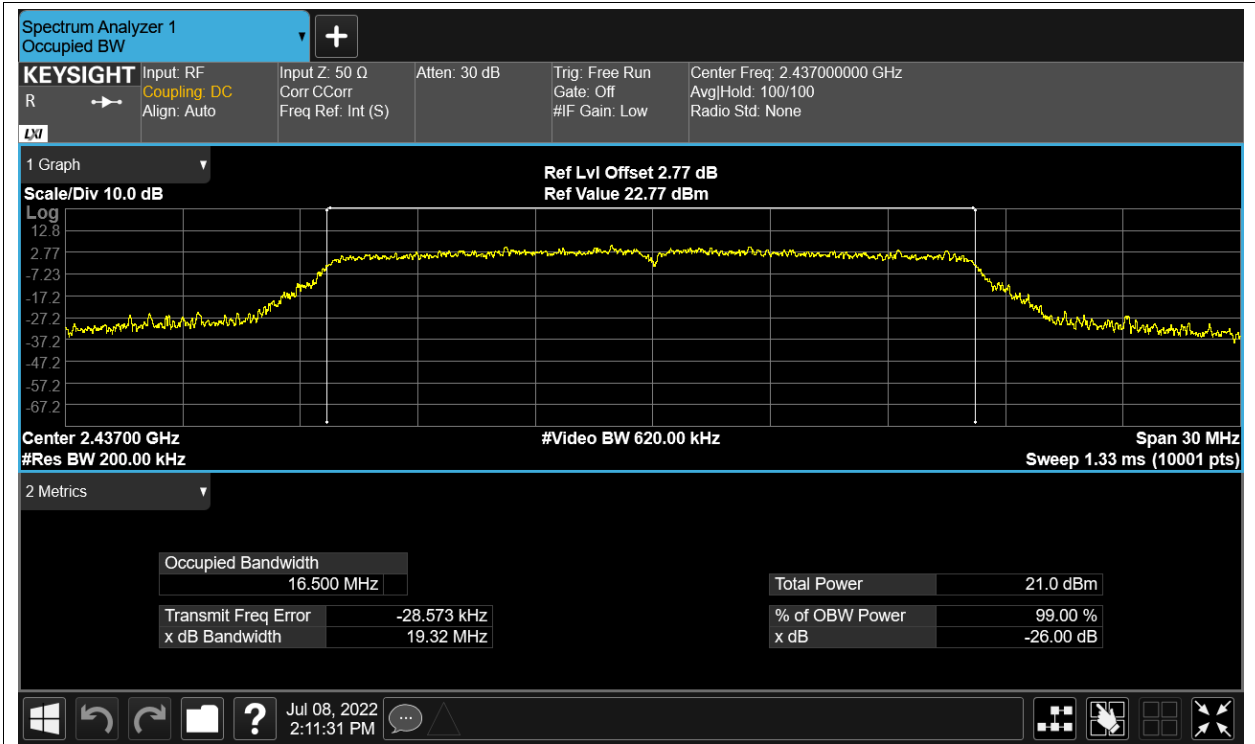 Spectrum Analyzer 1
Occupied BW
KEYSIGHT
R
LXI
Input: RF
Coupling: DC
Align: Auto
Input Z: 50 Ω
Corr CCorr
Freq Ref: Int (S)
Atten: 30 dB
Trig: Free Run
Gate: Off
#IF Gain: Low
Center Freq: 2.437000000 GHz
Avg|Hold: 100/100
Radio Std: None
1 Graph
Scale/Div 10.0 dB
Ref Lvl Offset 2.77 dB
Ref Value 22.77 dBm
Log
12.8
2.77
-7.23
-17.2
-27.2
-37.2
-47.2
-57.2
-67.2
Center 2.43700 GHz
#Video BW 620.00 kHz
Span 30 MHz
#Res BW 200.00 kHz
Sweep 1.33 ms (10001 pts)
2 Metrics
Occupied Bandwidth
16.500 MHz
Total Power 21.0 dBm
Transmit Freq Error -28.573 kHz
% of OBW Power 99.00 %
x dB Bandwidth 19.32 MHz
x dB -26.00 dB
?
Jul 08, 2022
2:11:31 PM